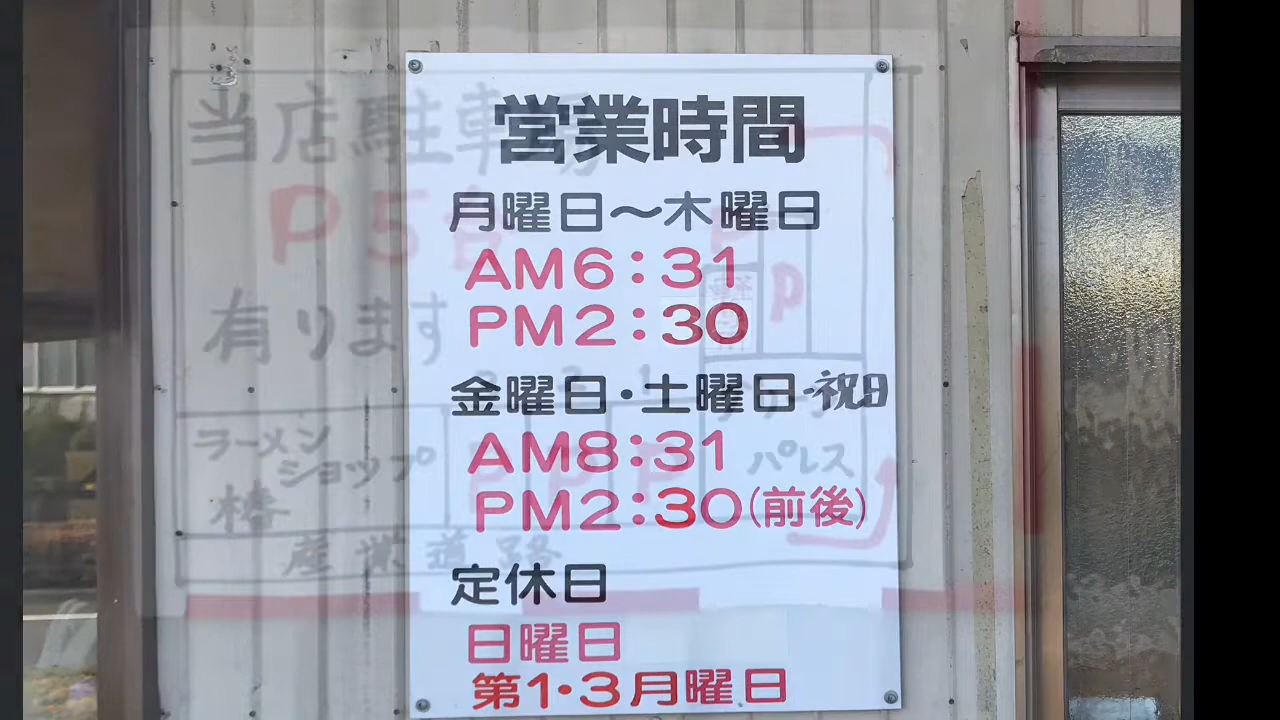 営業時間
月曜日～木曜日
AM6:31
PM2:30
金曜日・土曜日・祝日
AM8:31
PM2:30(前後)
定休日
日曜日
第1・3月曜日
当店駐車場
P5台
有ります
P
ラーメン
ショップ
椿
P P P
パレス
産業道路